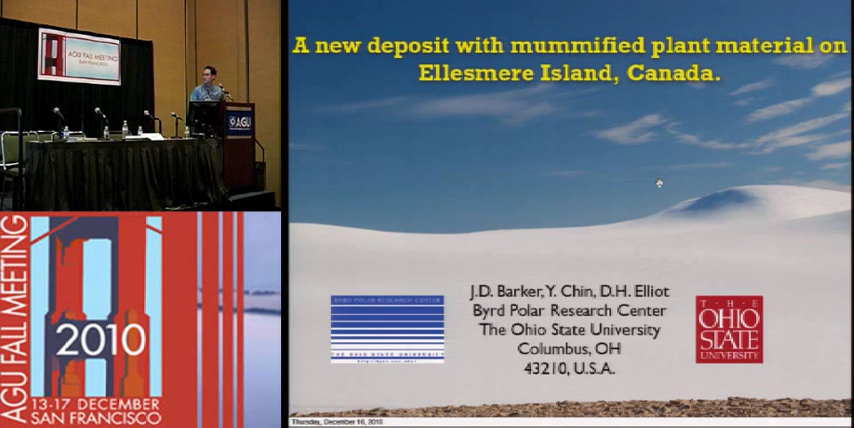 AGU FALL MEETING
SAN FRANCISCO
AGU
A new deposit with mummified plant material on
Ellesmere Island, Canada.
BYRD POLAR RESEARCH CENTER
THE OHIO STATE UNIVERSITY
J.D. Barker, Y. Chin, D.H. Elliot
Byrd Polar Research Center
The Ohio State University
Columbus, OH
43210, U.S.A.
T · H · E
OHIO
STATE
UNIVERSITY
AGU FALL MEETING
2010
13-17 DECEMBER
SAN FRANCISCO
Thursday, December 16, 2010